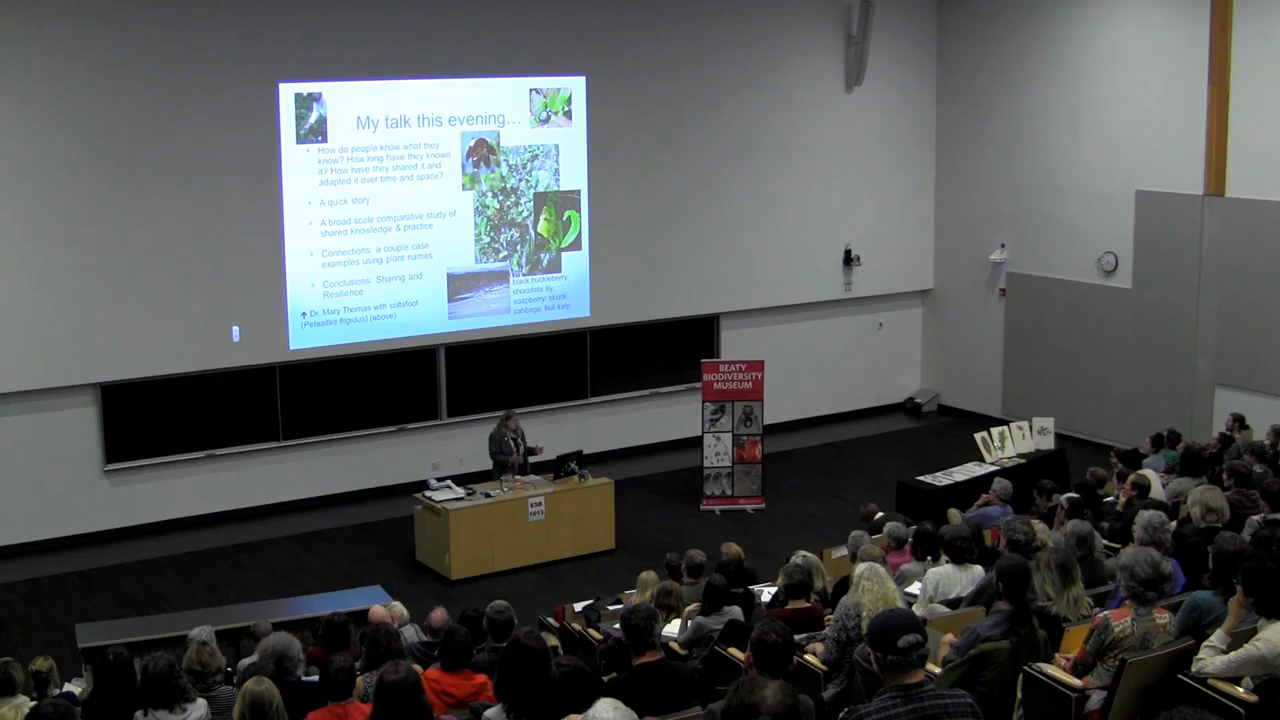 My talk this evening…
How do people know what they
know? How long have they known
it? How have they shared it and
adapted it over time and space?
A quick story
A broad scale comparative study of
shared knowledge & practice
Connections: a couple case
examples using plant names
Conclusions: Sharing and
Resilience
↑ Dr. Mary Thomas with coltsfoot
(Petasites frigidus) (above)
black huckleberry;
chocolate lily,
soapberry; skunk
cabbage; bull kelp
BEATY
BIODIVERSITY
MUSEUM
ESB
1013